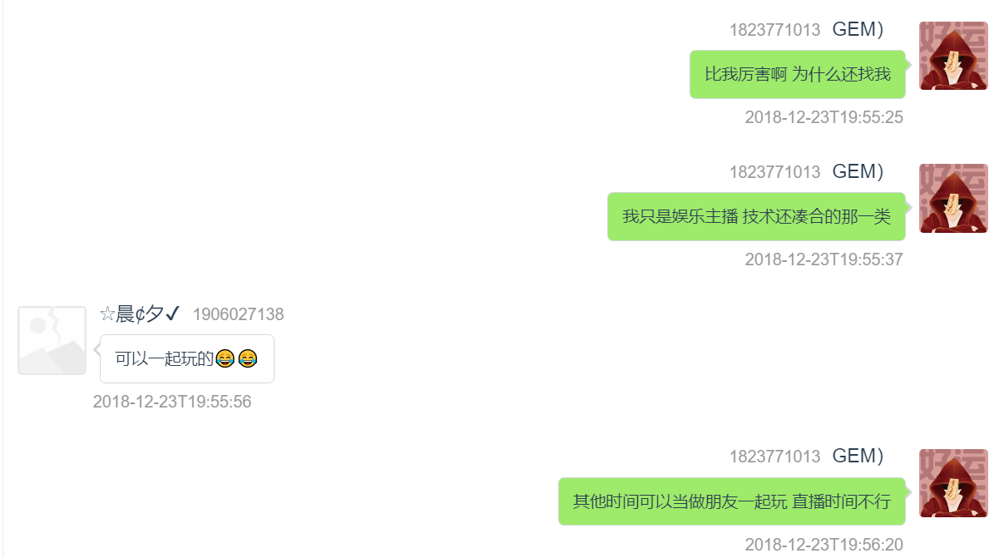 1823771013 GEM)
比我厉害啊 为什么还找我
2018-12-23T19:55:25
1823771013 GEM)
我只是娱乐主播 技术还凑合的那一类
2018-12-23T19:55:37
☆晨¢夕✓ 1906027138
可以一起玩的😂😂
2018-12-23T19:55:56
1823771013 GEM)
其他时间可以当做朋友一起玩 直播时间不行
2018-12-23T19:56:20